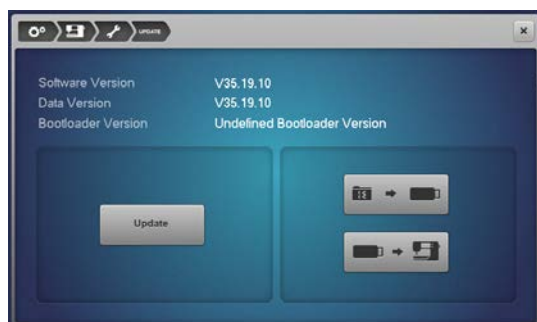 UPDATE
Software Version V35.19.10
Data Version V35.19.10
Bootloader Version Undefined Bootloader Version
Update